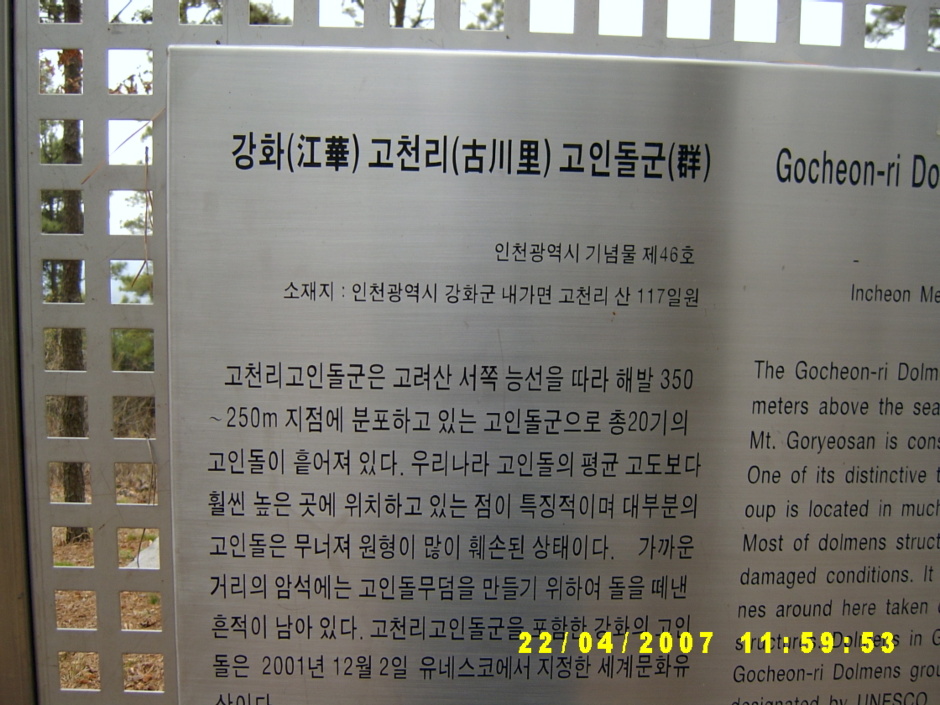 강화(江華) 고천리(古川里) 고인돌군(群)
인천광역시 기념물 제46호
소재지 : 인천광역시 강화군 내가면 고천리 산 117일원
고천리고인돌군은 고려산 서쪽 능선을 따라 해발 350
~250m 지점에 분포하고 있는 고인돌군으로 총20기의
고인돌이 흩어져 있다. 우리나라 고인돌의 평균 고도보다
훨씬 높은 곳에 위치하고 있는 점이 특징적이며 대부분의
고인돌은 무너져 원형이 많이 훼손된 상태이다. 가까운
거리의 암석에는 고인돌무덤을 만들기 위하여 돌을 떼낸
흔적이 남아 있다. 고천리고인돌군을 포함한 강화의 고인
돌은 2001년 12월 2일 유네스코에서 지정한 세계문화유
산이다.
Gocheon-ri Do
Incheon Me
The Gocheon-ri Dolm
meters above the sea
Mt. Goryeosan is cons
One of its distinctive t
oup is located in much
Most of dolmens struct
damaged conditions. It
nes around here taken
structures. Dolmens in G
Gocheon-ri Dolmens grou
designated by UNESCO
22/04/2007 11:59:53